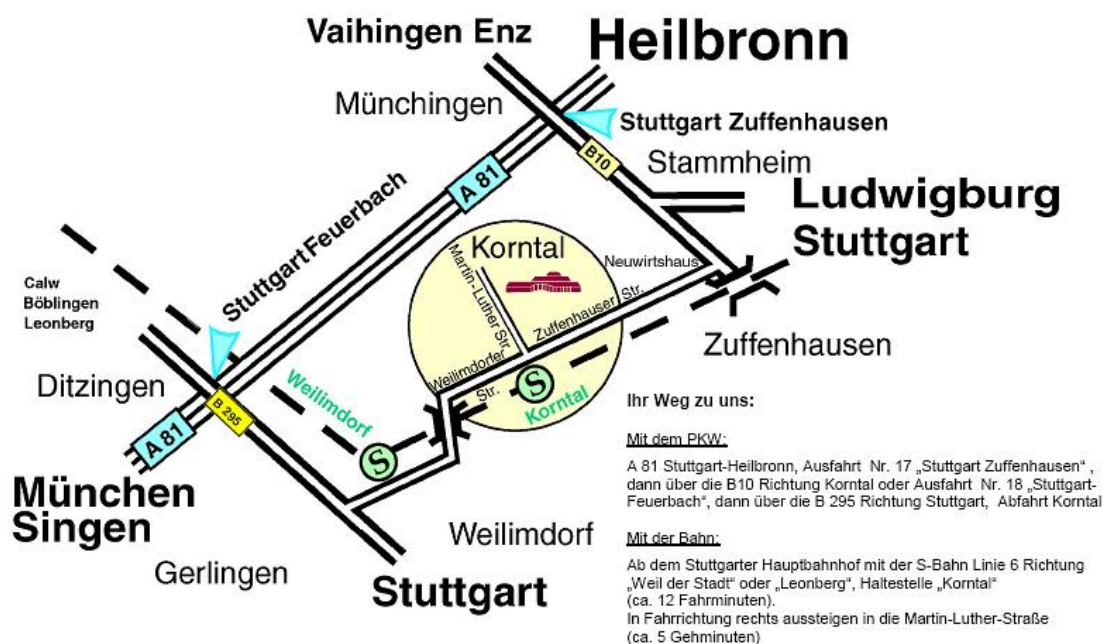 Vaihingen Enz
Heilbronn
Münchingen
Stuttgart Zuffenhausen
B10
Stammheim
A 81
Ludwigburg
Stuttgart
Stuttgart Feuerbach
Korntal
Martin-Luther Str.
Neuwirtshaus
Zuffenhauser Str.
Calw
Böblingen
Leonberg
Zuffenhausen
Weilimdorfer Str.
Ditzingen
Weilimdorf
S
Korntal
S
B 295
A 81
München
Singen
Weilimdorf
Gerlingen
Stuttgart
Ihr Weg zu uns:
Mit dem PKW:
A 81 Stuttgart-Heilbronn, Ausfahrt Nr. 17 „Stuttgart Zuffenhausen" ,
dann über die B10 Richtung Korntal oder Ausfahrt Nr. 18 „Stuttgart-
Feuerbach", dann über die B 295 Richtung Stuttgart, Abfahrt Korntal
Mit der Bahn:
Ab dem Stuttgarter Hauptbahnhof mit der S-Bahn Linie 6 Richtung
„Weil der Stadt" oder „Leonberg", Haltestelle „Korntal"
(ca. 12 Fahrminuten).
In Fahrrichtung rechts aussteigen in die Martin-Luther-Straße
(ca. 5 Gehminuten)